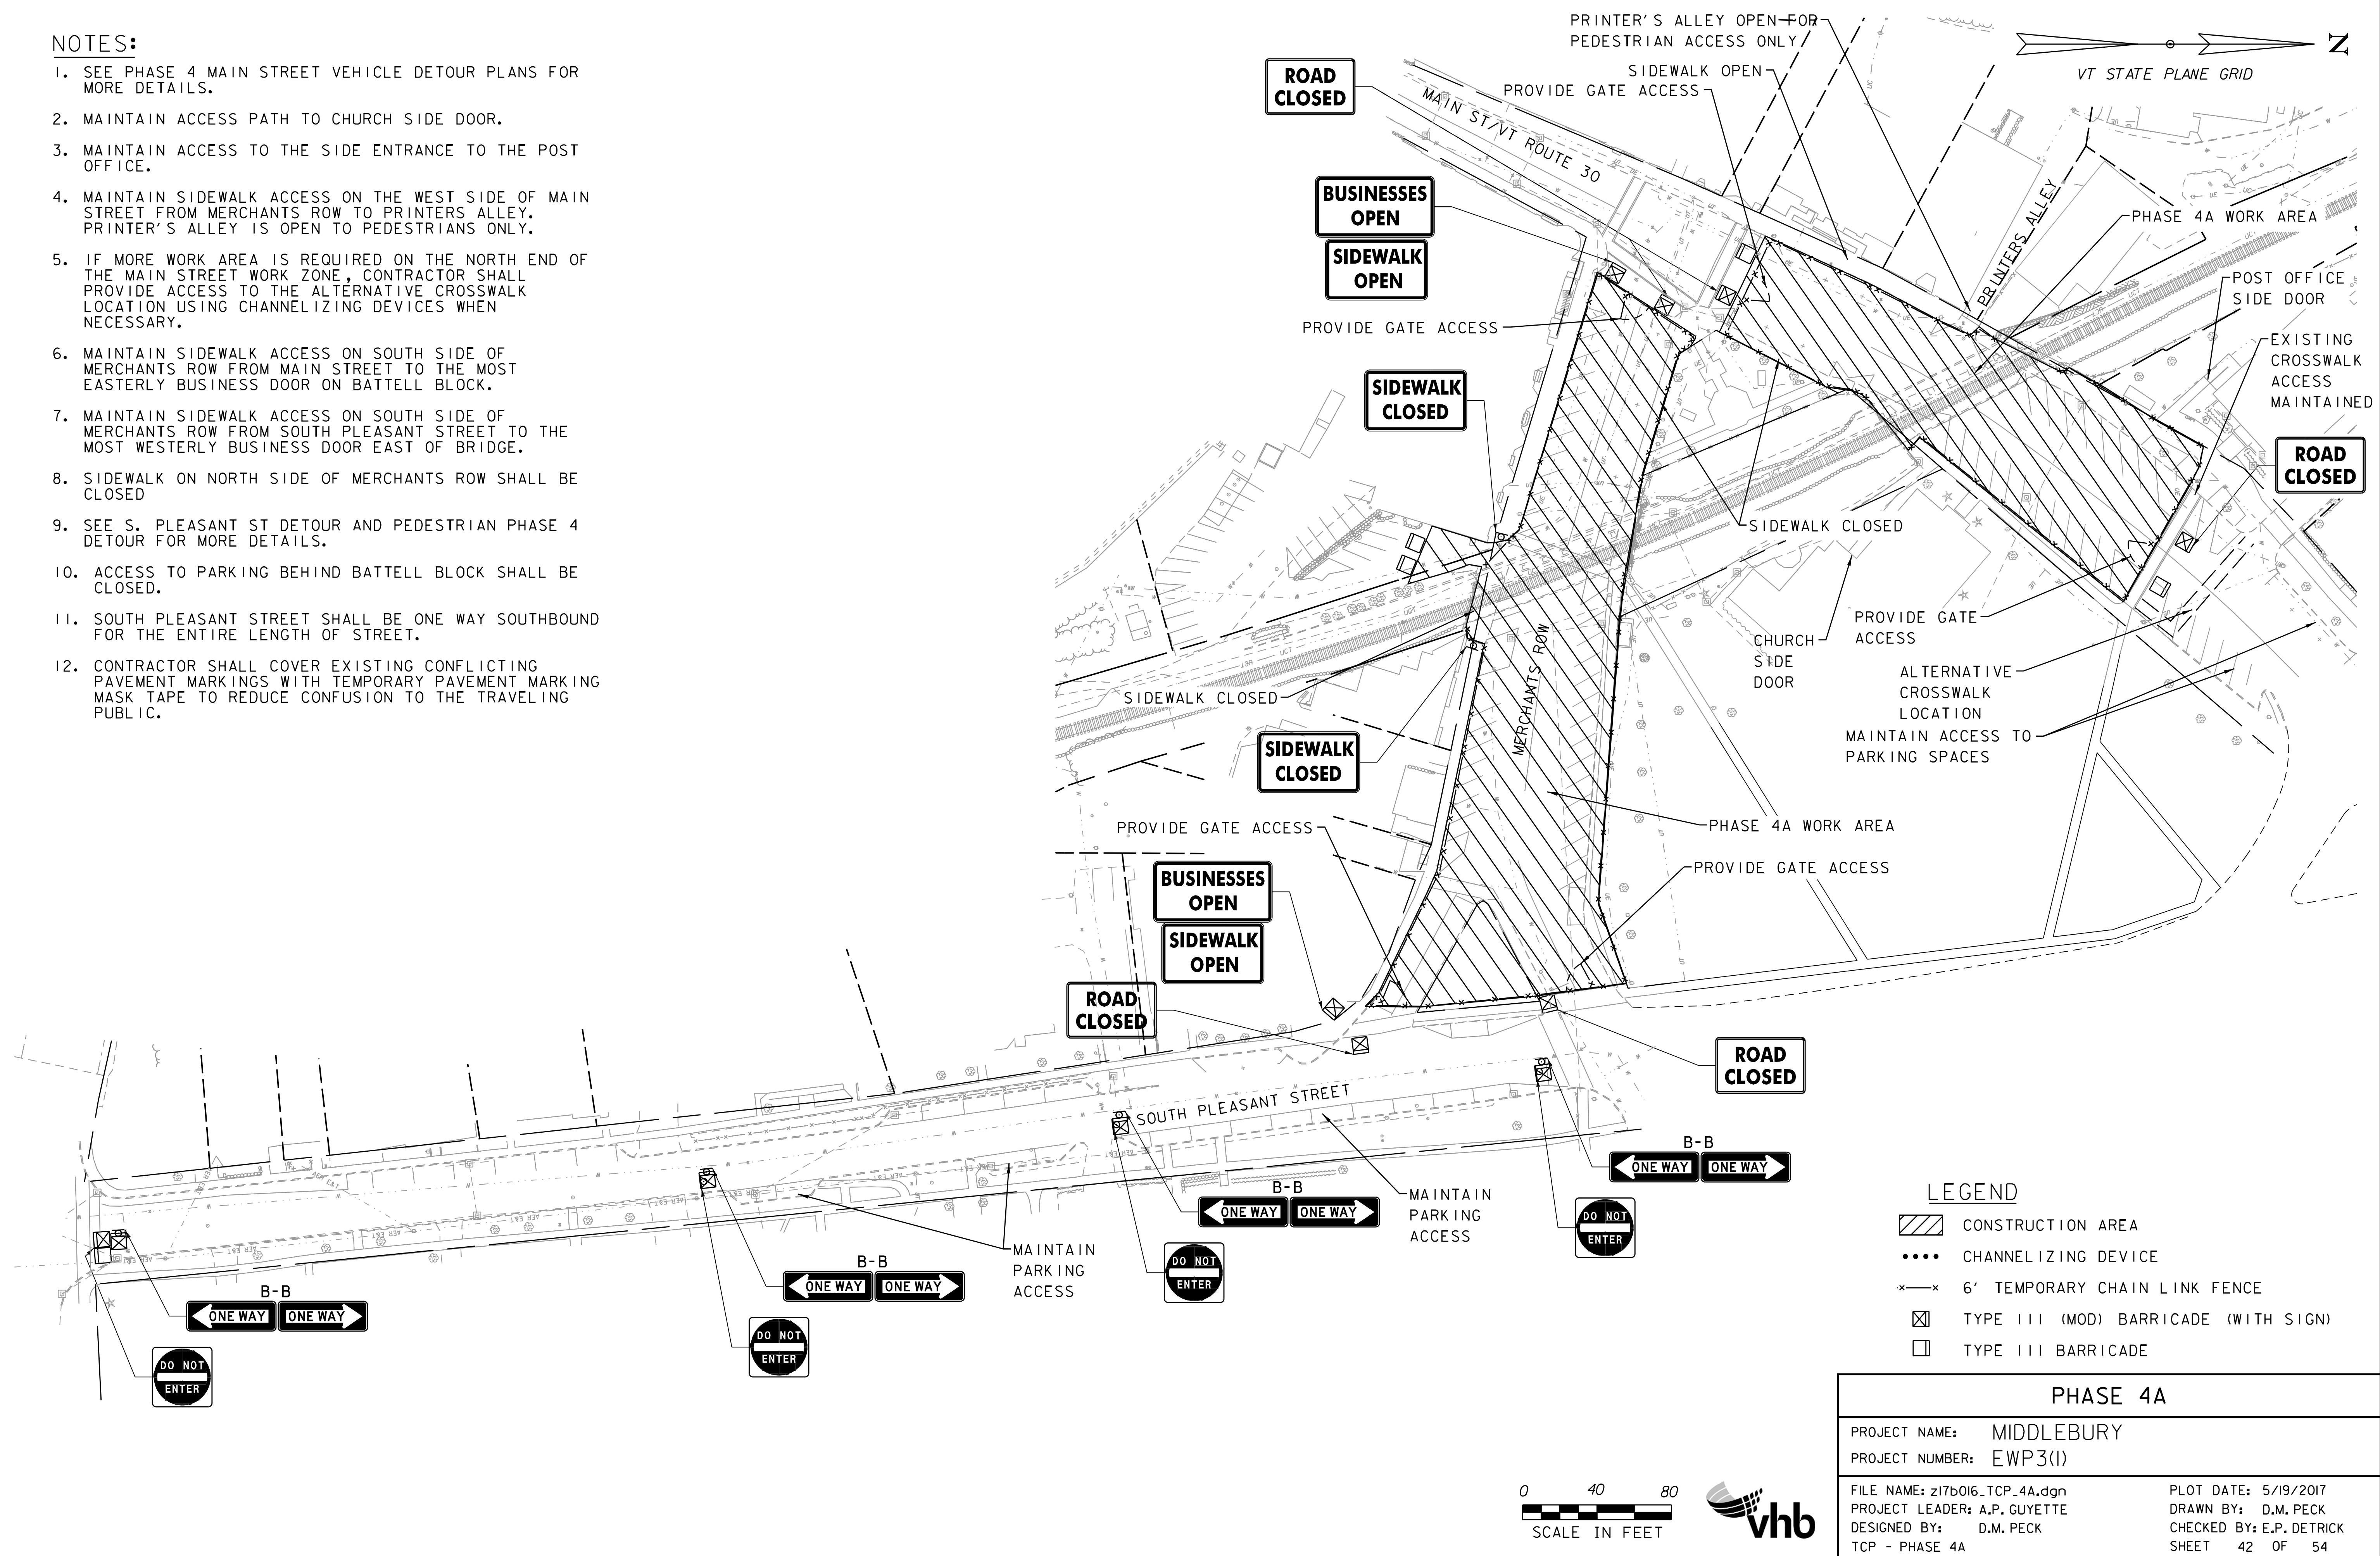 NOTES:
1. SEE PHASE 4 MAIN STREET VEHICLE DETOUR PLANS FOR
MORE DETAILS.
2. MAINTAIN ACCESS PATH TO CHURCH SIDE DOOR.
3. MAINTAIN ACCESS TO THE SIDE ENTRANCE TO THE POST
OFFICE.
4. MAINTAIN SIDEWALK ACCESS ON THE WEST SIDE OF MAIN
STREET FROM MERCHANTS ROW TO PRINTERS ALLEY.
PRINTER'S ALLEY IS OPEN TO PEDESTRIANS ONLY.
5. IF MORE WORK AREA IS REQUIRED ON THE NORTH END OF
THE MAIN STREET WORK ZONE, CONTRACTOR SHALL
PROVIDE ACCESS TO THE ALTERNATIVE CROSSWALK
LOCATION USING CHANNELIZING DEVICES WHEN
NECESSARY.
6. MAINTAIN SIDEWALK ACCESS ON SOUTH SIDE OF
MERCHANTS ROW FROM MAIN STREET TO THE MOST
EASTERLY BUSINESS DOOR ON BATTELL BLOCK.
7. MAINTAIN SIDEWALK ACCESS ON SOUTH SIDE OF
MERCHANTS ROW FROM SOUTH PLEASANT STREET TO THE
MOST WESTERLY BUSINESS DOOR EAST OF BRIDGE.
8. SIDEWALK ON NORTH SIDE OF MERCHANTS ROW SHALL BE
CLOSED
9. SEE S. PLEASANT ST DETOUR AND PEDESTRIAN PHASE 4
DETOUR FOR MORE DETAILS.
10. ACCESS TO PARKING BEHIND BATTELL BLOCK SHALL BE
CLOSED.
11. SOUTH PLEASANT STREET SHALL BE ONE WAY SOUTHBOUND
FOR THE ENTIRE LENGTH OF STREET.
12. CONTRACTOR SHALL COVER EXISTING CONFLICTING
PAVEMENT MARKINGS WITH TEMPORARY PAVEMENT MARKING
MASK TAPE TO REDUCE CONFUSION TO THE TRAVELING
PUBLIC.
PRINTER'S ALLEY OPEN FOR
PEDESTRIAN ACCESS ONLY
SIDEWALK OPEN
PROVIDE GATE ACCESS
N
VT STATE PLANE GRID
ROAD
CLOSED
MAIN ST/VT ROUTE 30
BUSINESSES
OPEN
SIDEWALK
OPEN
PROVIDE GATE ACCESS
SIDEWALK
CLOSED
PRINTERS ALLEY
PHASE 4A WORK AREA
POST OFFICE
SIDE DOOR
EXISTING
CROSSWALK
ACCESS
MAINTAINED
ROAD
CLOSED
SIDEWALK CLOSED
CHURCH
SIDE
DOOR
PROVIDE GATE
ACCESS
ALTERNATIVE
CROSSWALK
LOCATION
MAINTAIN ACCESS TO
PARKING SPACES
SIDEWALK CLOSED
MERCHANTS ROW
SIDEWALK
CLOSED
PROVIDE GATE ACCESS
PHASE 4A WORK AREA
PROVIDE GATE ACCESS
BUSINESSES
OPEN
SIDEWALK
OPEN
ROAD
CLOSED
ROAD
CLOSED
SOUTH PLEASANT STREET
B-B
ONE WAY ONE WAY
DO NOT
ENTER
MAINTAIN
PARKING
ACCESS
B-B
ONE WAY ONE WAY
DO NOT
ENTER
MAINTAIN
PARKING
ACCESS
B-B
ONE WAY ONE WAY
DO NOT
ENTER
B-B
ONE WAY ONE WAY
DO NOT
ENTER
LEGEND
CONSTRUCTION AREA
CHANNELIZING DEVICE
6' TEMPORARY CHAIN LINK FENCE
TYPE III (MOD) BARRICADE (WITH SIGN)
TYPE III BARRICADE
0 40 80
SCALE IN FEET
vhb
PHASE 4A
PROJECT NAME: MIDDLEBURY
PROJECT NUMBER: EWP3(1)
FILE NAME: z17b016_TCP_4A.dgn PLOT DATE: 5/19/2017
PROJECT LEADER: A.P. GUYETTE DRAWN BY: D.M. PECK
DESIGNED BY: D.M. PECK CHECKED BY: E.P. DETRICK
TCP - PHASE 4A SHEET 42 OF 54